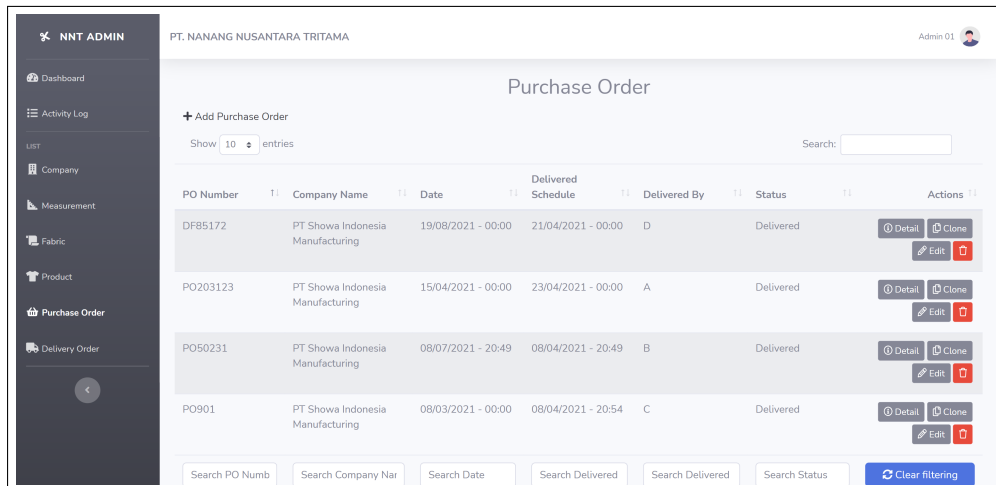 NNT ADMIN
PT. NANANG NUSANTARA TRITAMA
Admin 01
Dashboard
Activity Log
LIST
Company
Measurement
Fabric
Product
Purchase Order
Delivery Order
Purchase Order
Add Purchase Order
Show 10 entries
Search:
PO Number Company Name Date Delivered Schedule Delivered By Status Actions
DF85172 PT Showa Indonesia Manufacturing 19/08/2021 - 00:00 21/04/2021 - 00:00 D Delivered Detail Clone
Edit
PO203123 PT Showa Indonesia Manufacturing 15/04/2021 - 00:00 23/04/2021 - 00:00 A Delivered Detail Clone
Edit
PO50231 PT Showa Indonesia Manufacturing 08/07/2021 - 20:49 08/04/2021 - 20:49 B Delivered Detail Clone
Edit
PO901 PT Showa Indonesia Manufacturing 08/03/2021 - 00:00 08/04/2021 - 20:54 C Delivered Detail Clone
Edit
Search PO Numb Search Company Nar Search Date Search Delivered Search Delivered Search Status Clear filtering